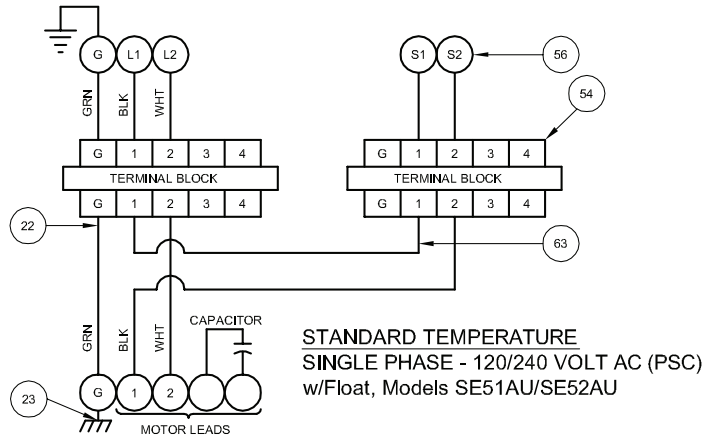 G L1 L2 S1 S2 56
54
GRN BLK WHT
G 1 2 3 4 G 1 2 3 4
TERMINAL BLOCK TERMINAL BLOCK
G 1 2 3 4 G 1 2 3 4
22 63
GRN BLK WHT CAPACITOR
STANDARD TEMPERATURE
SINGLE PHASE - 120/240 VOLT AC (PSC)
w/Float, Models SE51AU/SE52AU
G 1 2
23
MOTOR LEADS